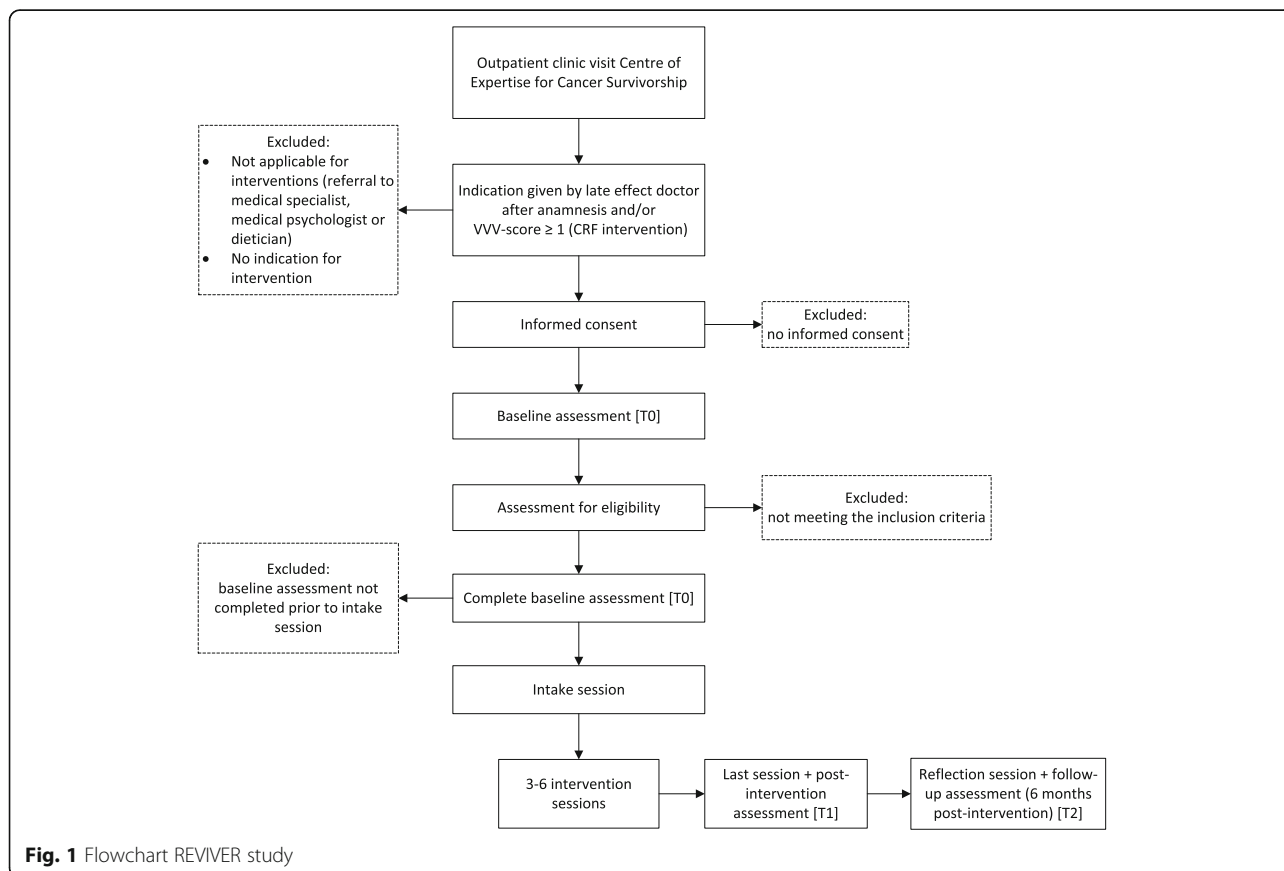 Outpatient clinic visit Centre of
Expertise for Cancer Survivorship
Excluded:
• Not applicable for
interventions (referral to
medical specialist,
medical psychologist or
dietician)
• No indication for
intervention
Indication given by late effect doctor
after anamnesis and/or
VVV-score ≥ 1 (CRF intervention)
Informed consent
Excluded:
no informed consent
Baseline assessment [T0]
Assessment for eligibility
Excluded:
not meeting the inclusion criteria
Excluded:
baseline assessment not
completed prior to intake
session
Complete baseline assessment [T0]
Intake session
3-6 intervention
sessions
Last session + post-
intervention
assessment [T1]
Reflection session + follow-
up assessment (6 months
post-intervention) [T2]
Fig. 1 Flowchart REVIVER study